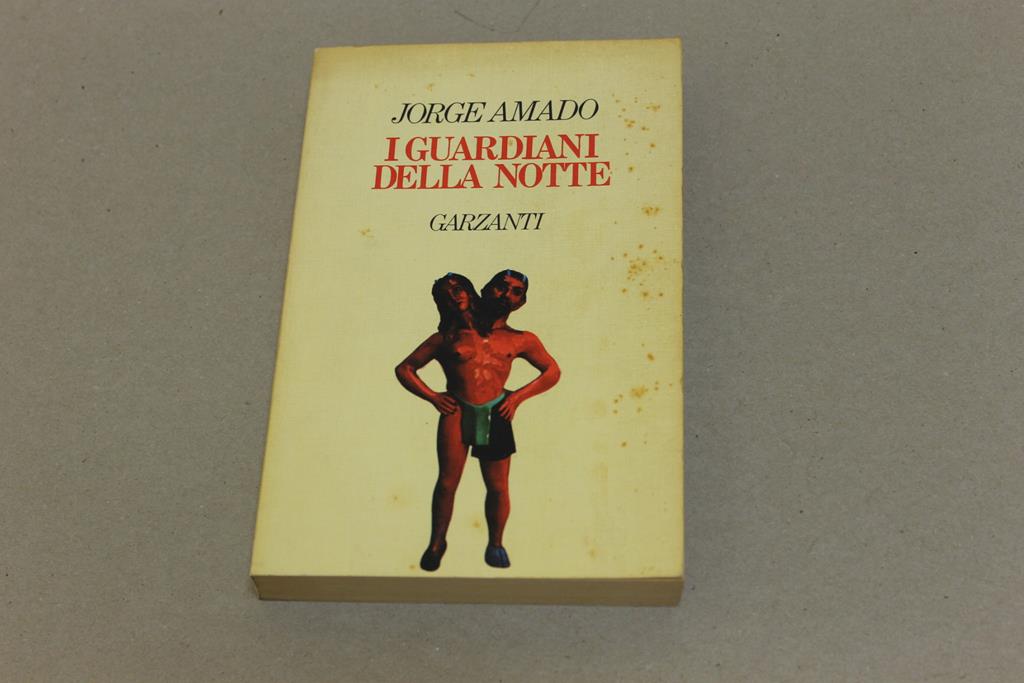 JORGE AMADO
I GUARDIANI
DELLA NOTTE
GARZANTI